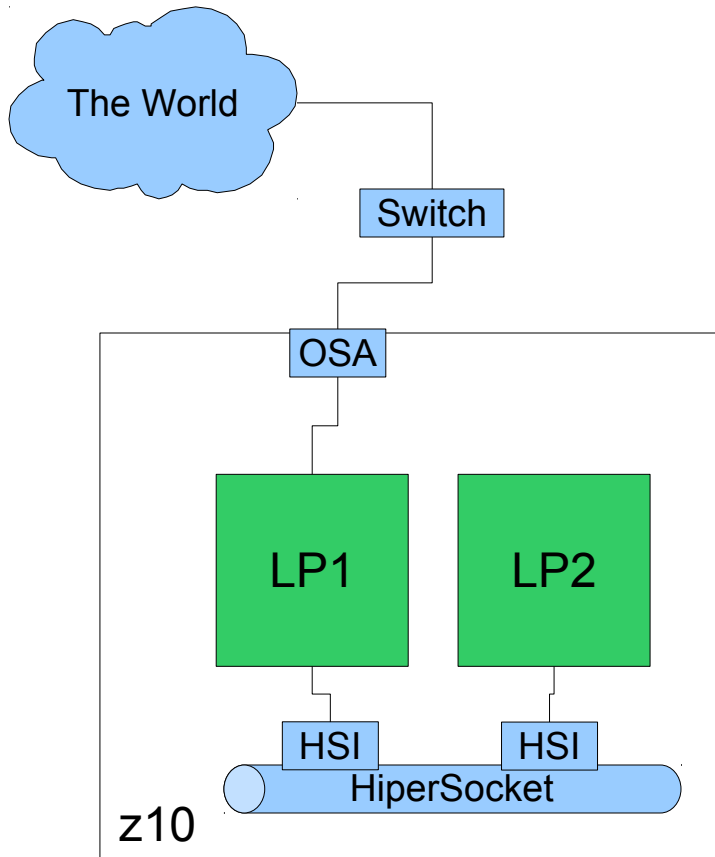 The World
Switch
OSA
LP1
LP2
HSI
HSI
HiperSocket
z10